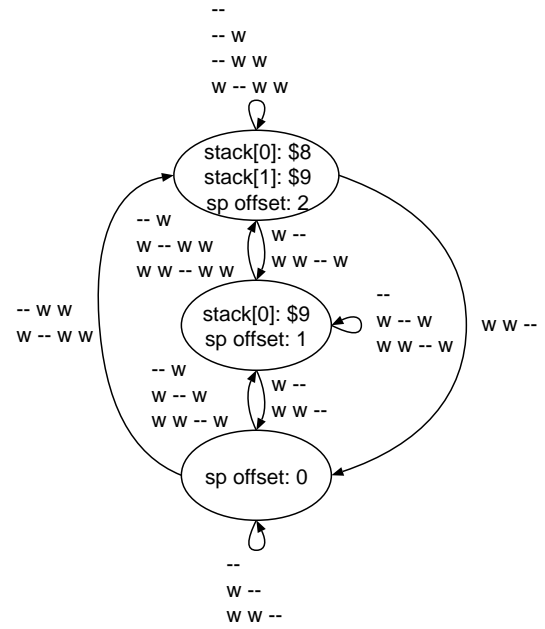 --
-- w
-- w w
w -- w w
stack[0]: $8
stack[1]: $9
sp offset: 2
-- w
w -- w w
w w -- w w
w --
w w -- w
-- w w
w -- w w
stack[0]: $9
sp offset: 1
--
w -- w
w w -- w
w w --
-- w
w -- w
w w -- w
w --
w w --
sp offset: 0
--
w --
w w --